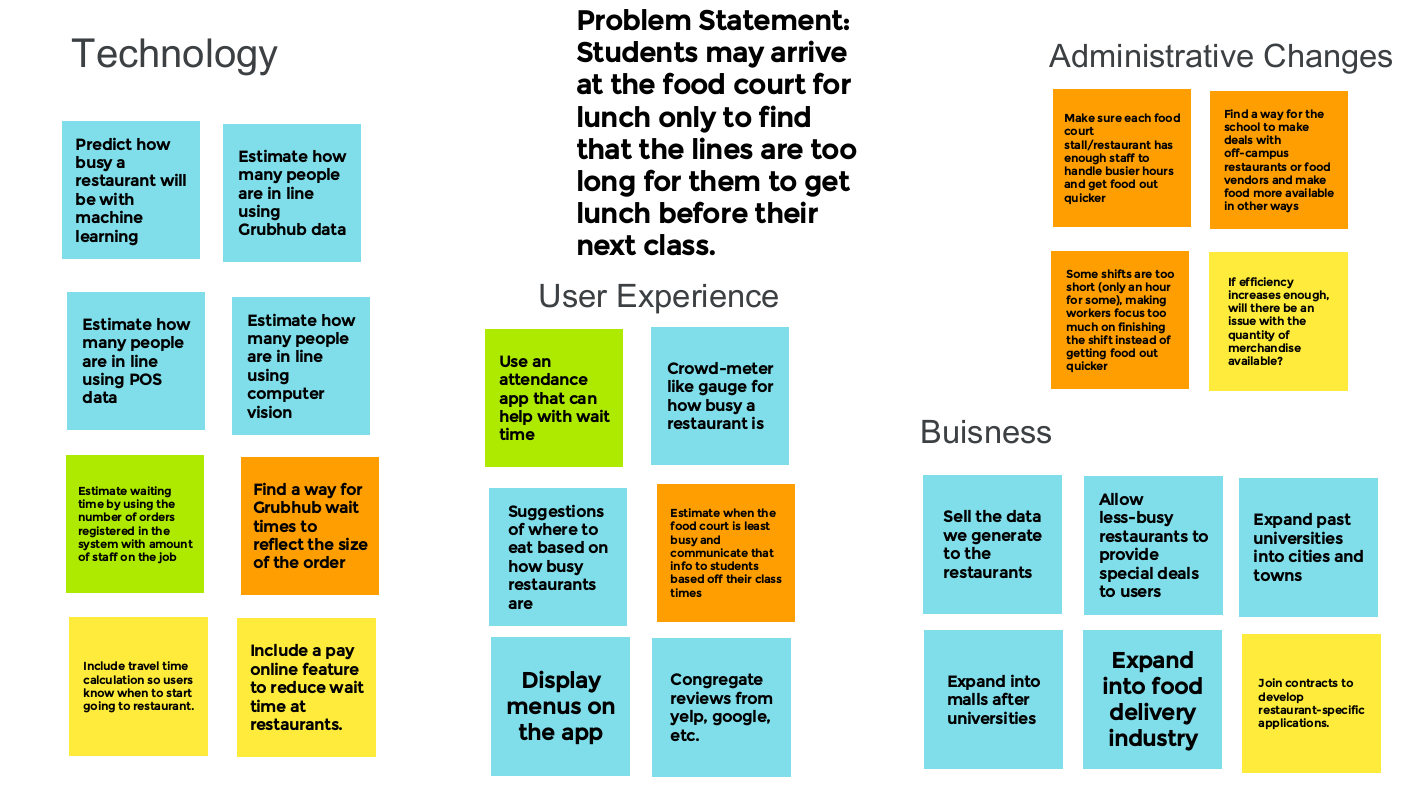 Technology
Predict how
busy a
restaurant will
be with
machine
learning
Estimate how
many people
are in line
using
Grubhub data
Estimate how
many people
are in line
using POS
data
Estimate how
many people
are in line
using
computer
vision
Estimate waiting
time by using the
number of orders
registered in the
system with amount
of staff on the job
Find a way for
Grubhub wait
times to
reflect the size
of the order
Include travel time
calculation so users
know when to start
going to restaurant.
Include a pay
online feature
to reduce wait
time at
restaurants.
Problem Statement:
Students may arrive
at the food court for
lunch only to find
that the lines are too
long for them to get
lunch before their
next class.
User Experience
Use an
attendance
app that can
help with wait
time
Crowd-meter
like gauge for
how busy a
restaurant is
Suggestions
of where to
eat based on
how busy
restaurants
are
Estimate when the
food court is least
busy and
communicate that
info to students
based off their class
times
Display
menus on
the app
Congregate
reviews from
yelp, google,
etc.
Administrative Changes
Make sure each food
court
stall/restaurant has
enough staff to
handle busier hours
and get food out
quicker
Find a way for the
school to make
deals with
off-campus
restaurants or food
vendors and make
food more available
in other ways
Some shifts are too
short (only an hour
for some), making
workers focus too
much on finishing
the shift instead of
getting food out
quicker
If efficiency
increases enough,
will there be an
issue with the
quantity of
merchandise
available?
Buisness
Sell the data
we generate
to the
restaurants
Allow
less-busy
restaurants to
provide
special deals
to users
Expand past
universities
into cities and
towns
Expand into
malls after
universities
Expand
into food
delivery
industry
Join contracts to
develop
restaurant-specific
applications.